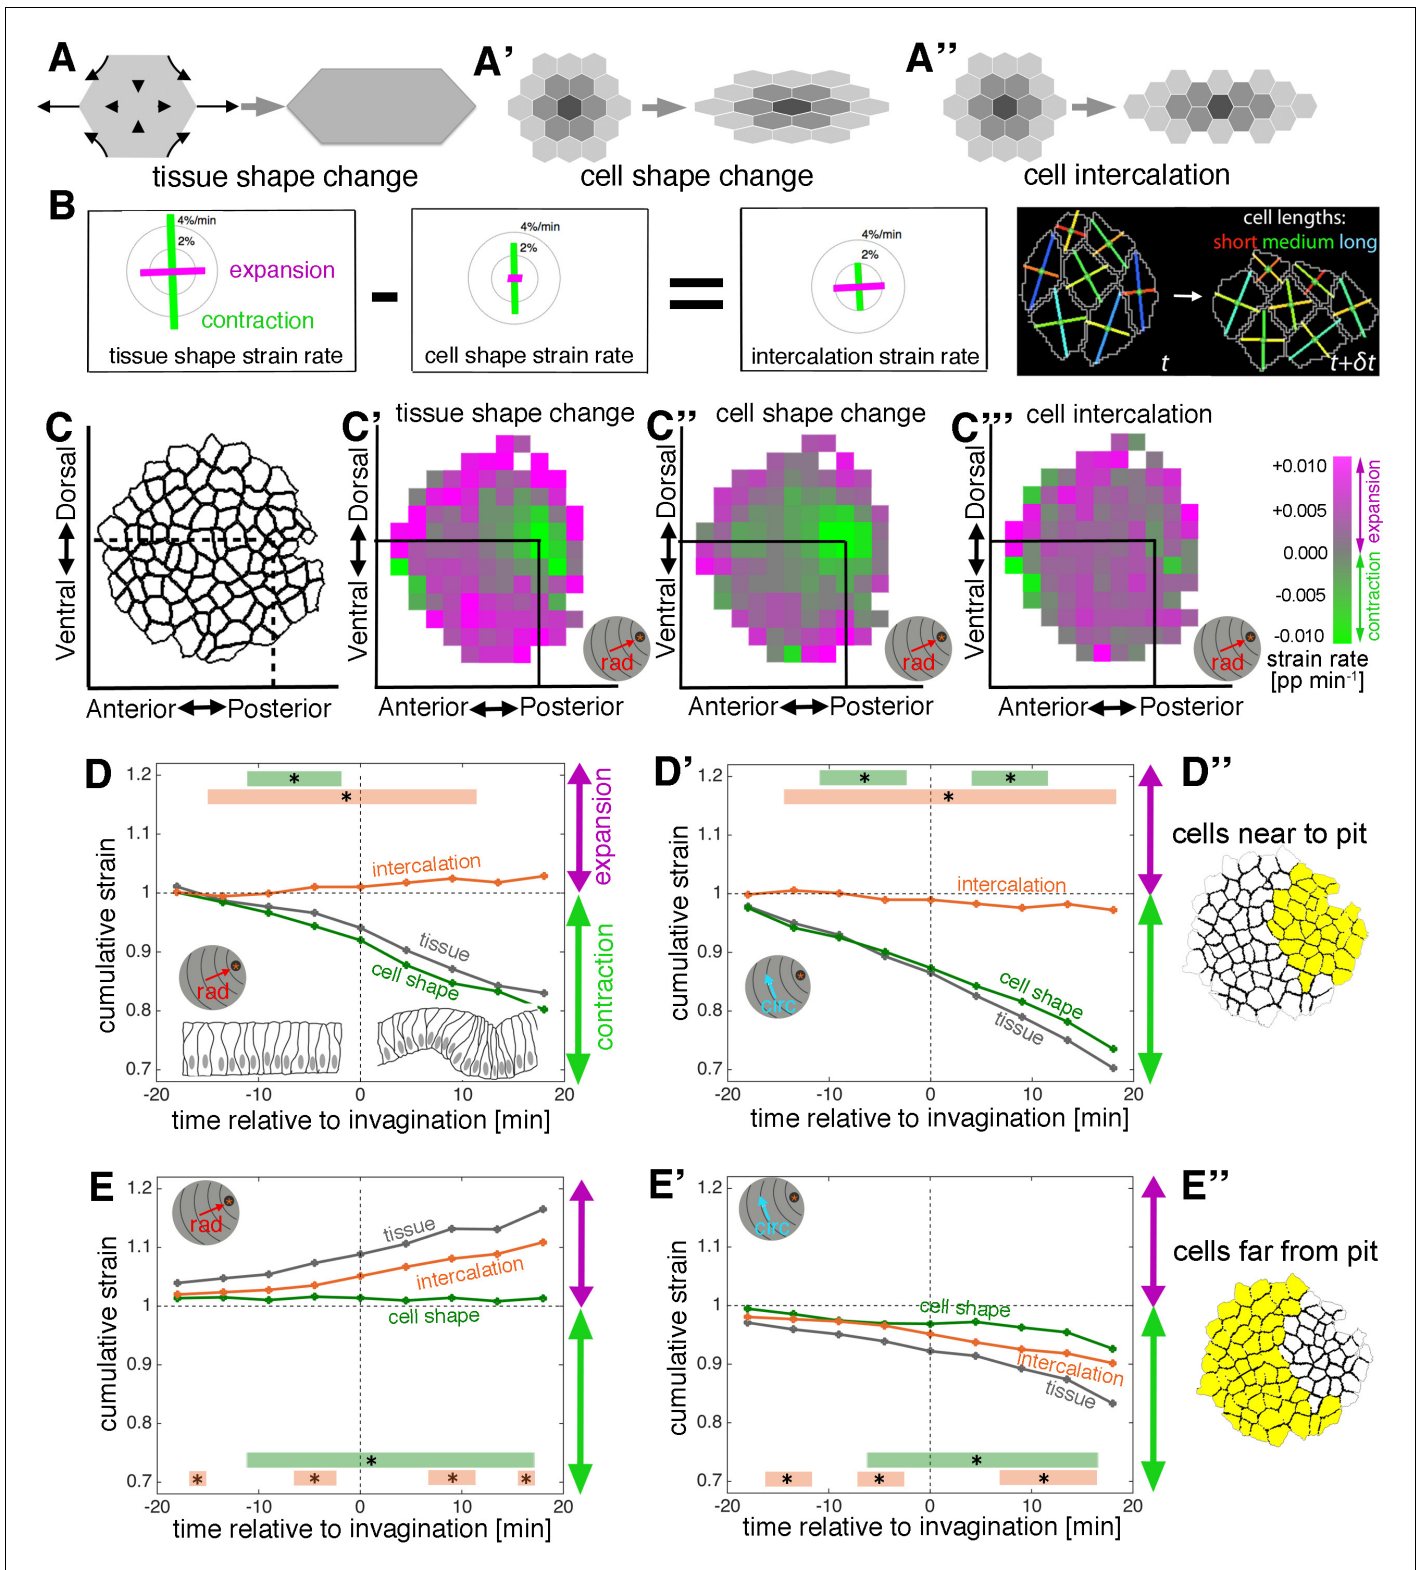 A
A'
A''
tissue shape change
cell shape change
cell intercalation
B
4%/min
2%
expansion
contraction
tissue shape strain rate
-
4%/min
2%
cell shape strain rate
=
4%/min
2%
intercalation strain rate
cell lengths:
short medium long
t
t+δt
C
Ventral
Dorsal
Anterior
Posterior
C'
tissue shape change
Ventral
Dorsal
rad
Anterior
Posterior
C''
cell shape change
Ventral
Dorsal
rad
Anterior
Posterior
C'''
cell intercalation
Ventral
Dorsal
rad
Anterior
Posterior
+0.010
+0.005
0.000
-0.005
-0.010
expansion
contraction
strain rate
[pp min⁻¹]
D
1.2
1.1
1
0.9
0.8
0.7
cumulative strain
*
*
intercalation
tissue
cell shape
rad
-20
-10
0
10
20
time relative to invagination [min]
expansion
contraction
D'
1.2
1.1
1
0.9
0.8
0.7
cumulative strain
*
*
*
intercalation
cell shape
tissue
circ
-20
-10
0
10
20
time relative to invagination [min]
D''
cells near to pit
E
1.2
1.1
1
0.9
0.8
0.7
cumulative strain
rad
tissue
intercalation
cell shape
*
*
*
*
*
-20
-10
0
10
20
time relative to invagination [min]
E'
1.2
1.1
1
0.9
0.8
0.7
cumulative strain
circ
cell shape
intercalation
tissue
*
*
*
*
-20
-10
0
10
20
time relative to invagination [min]
E''
cells far from pit